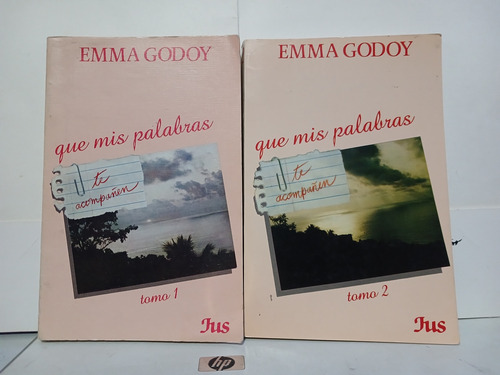 EMMA GODOY
que mis palabras
te
acompañen
tomo 1
Jus
EMMA GODOY
que mis palabras
te
acompañen
tomo 2
Jus
hp